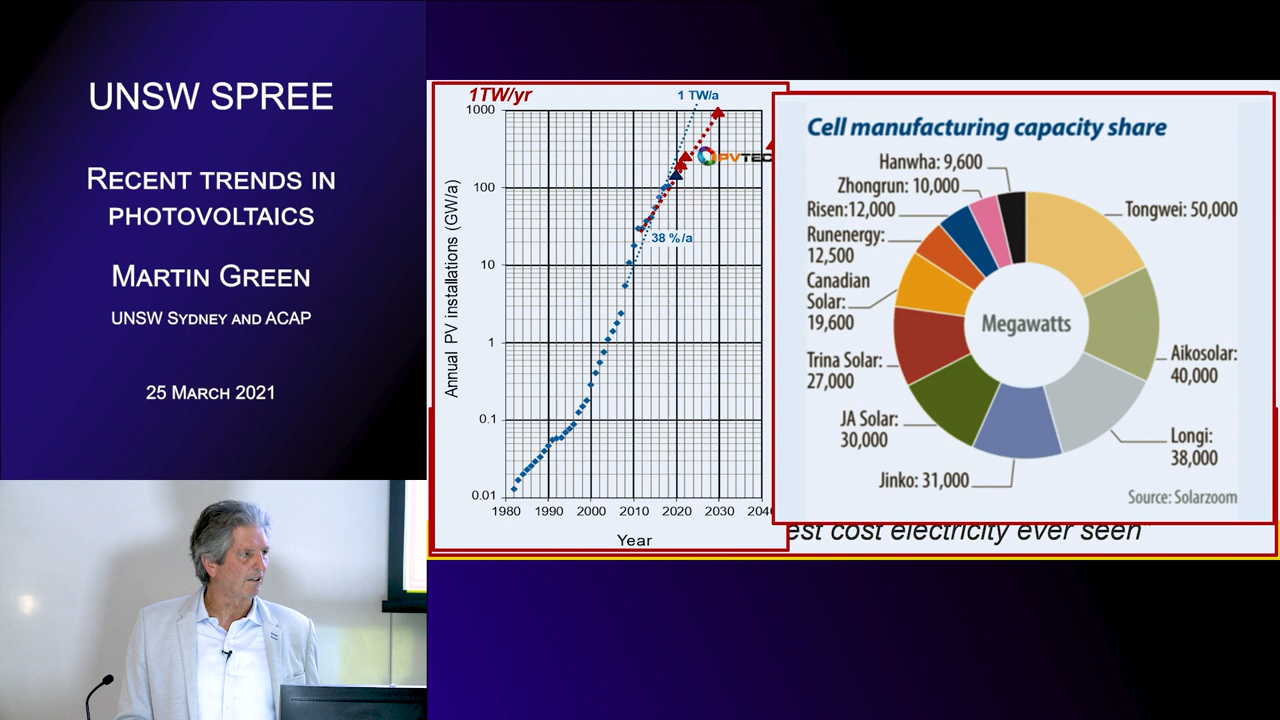 UNSW SPREE
RECENT TRENDS IN
PHOTOVOLTAICS
MARTIN GREEN
UNSW SYDNEY AND ACAP
25 MARCH 2021
1TW/yr
1 TW/a
1000
100
10
1
0.1
0.01
Annual PV installations (GW/a)
PVTEC
38 %/a
1980
1990
2000
2010
2020
2030
204
Year
Cell manufacturing capacity share
Hanwha: 9,600
Zhongrun: 10,000
Risen:12,000
Runenergy:
12,500
Canadian
Solar:
19,600
Trina Solar:
27,000
JA Solar:
30,000
Jinko: 31,000
Tongwei: 50,000
Aikosolar:
40,000
Longi:
38,000
Megawatts
Source: Solarzoom
est cost electricity ever seen"